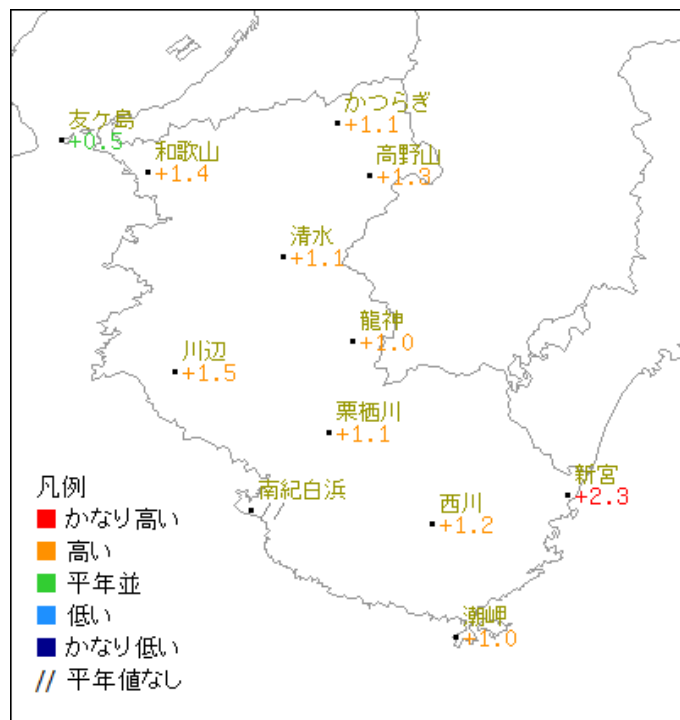 かつらぎ
+1.1
友ケ島
+0.5
和歌山
+1.4
高野山
+1.3
清水
+1.1
龍神
+1.0
川辺
+1.5
栗栖川
+1.1
南紀白浜
//
西川
+1.2
新宮
+2.3
潮岬
+1.0
凡例
かなり高い
高い
平年並
低い
かなり低い
// 平年値なし